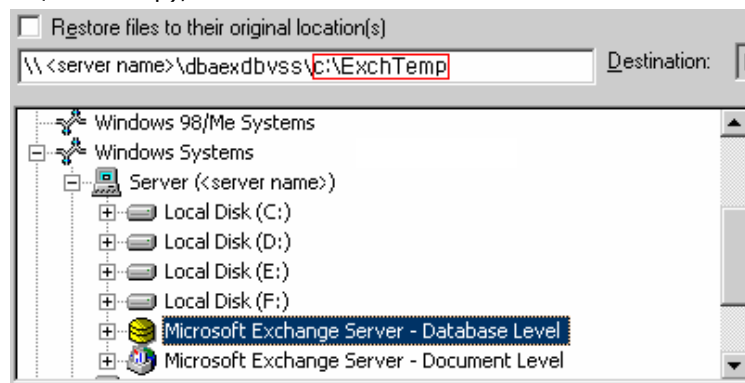 Restore files to their original location(s)
\\<server name>\dbaexdbvss\c:\ExchTemp Destination:
Windows 98/Me Systems
Windows Systems
Server (<server name>)
Local Disk (C:)
Local Disk (D:)
Local Disk (E:)
Local Disk (F:)
Microsoft Exchange Server - Database Level
Microsoft Exchange Server - Document Level